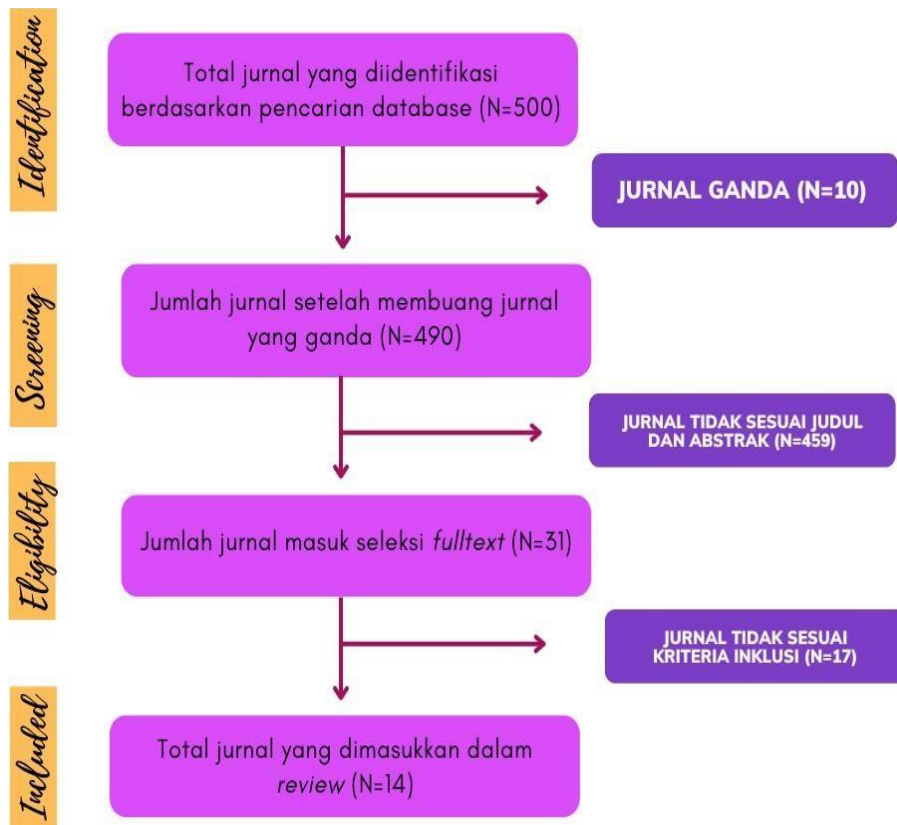 Identification
Total jurnal yang diidentifikasi
berdasarkan pencarian database (N=500)
JURNAL GANDA (N=10)
Screening
Jumlah jurnal setelah membuang jurnal
yang ganda (N=490)
JURNAL TIDAK SESUAI JUDUL
DAN ABSTRAK (N=459)
Eligibility
Jumlah jurnal masuk seleksi fulltext (N=31)
JURNAL TIDAK SESUAI
KRITERIA INKLUSI (N=17)
Included
Total jurnal yang dimasukkan dalam
review (N=14)